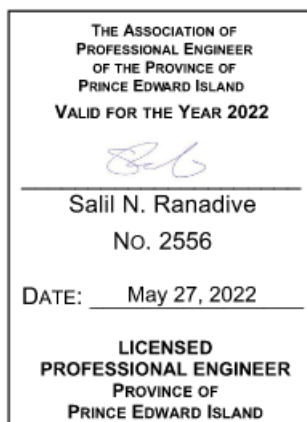 THE ASSOCIATION OF
PROFESSIONAL ENGINEER
OF THE PROVINCE OF
PRINCE EDWARD ISLAND
VALID FOR THE YEAR 2022
Salil N. Ranadive
NO. 2556
DATE: May 27, 2022
LICENSED
PROFESSIONAL ENGINEER
PROVINCE OF
PRINCE EDWARD ISLAND